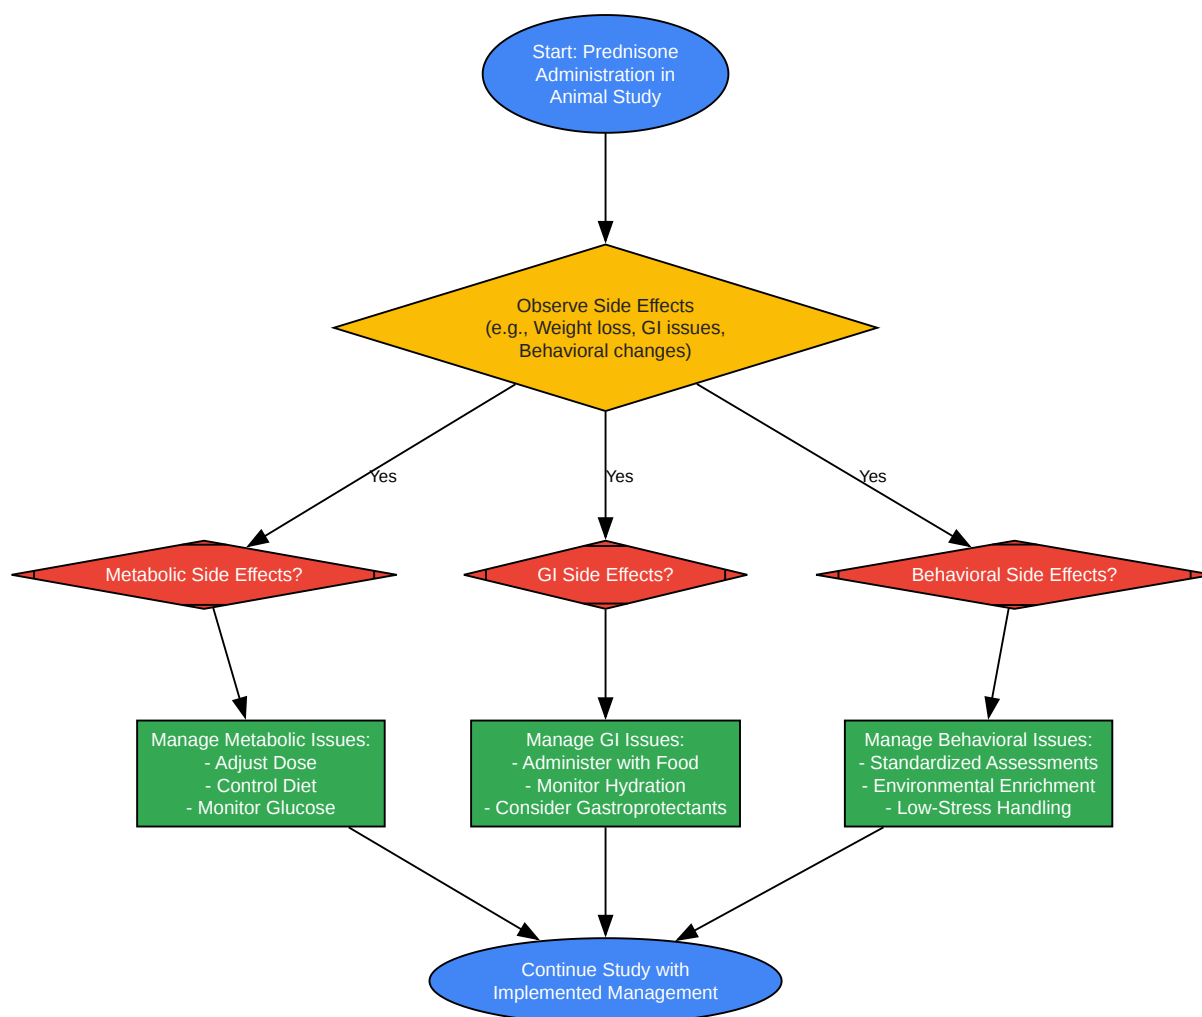 Start: Prednisone
Administration in
Animal Study
Observe Side Effects
(e.g., Weight loss, GI issues,
Behavioral changes)
Yes
Yes
Yes
Metabolic Side Effects?
GI Side Effects?
Behavioral Side Effects?
Manage Metabolic Issues:
- Adjust Dose
- Control Diet
- Monitor Glucose
Manage GI Issues:
- Administer with Food
- Monitor Hydration
- Consider Gastroprotectants
Manage Behavioral Issues:
- Standardized Assessments
- Environmental Enrichment
- Low-Stress Handling
Continue Study with
Implemented Management